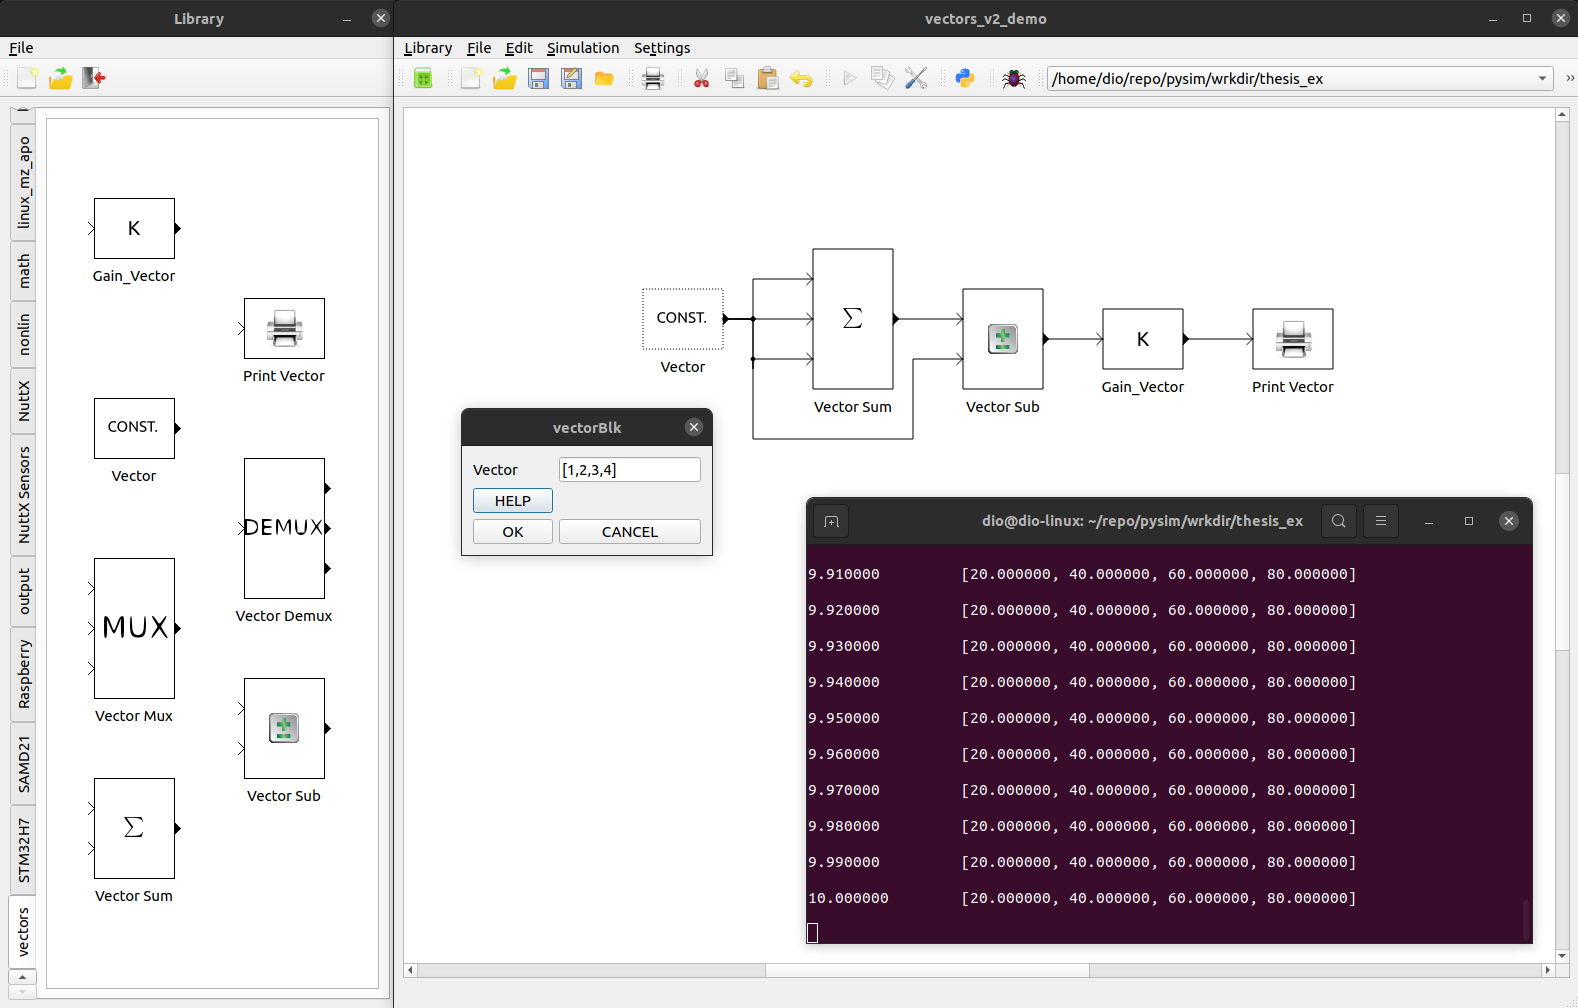 Library
File
linux_mz_apo
math
nonlin
NuttX
NuttX Sensors
output
Raspberry
SAMD21
STM32H7
vectors
K
Gain_Vector
Print Vector
CONST.
Vector
DEMUX
Vector Demux
MUX
Vector Mux
Vector Sub
Σ
Vector Sum
vectors_v2_demo
Library File Edit Simulation Settings
/home/dio/repo/pysim/wrkdir/thesis_ex
CONST.
Vector
Σ
Vector Sum
Vector Sub
K
Gain_Vector
Print Vector
vectorBlk
Vector [1,2,3,4]
HELP
OK CANCEL
dio@dio-linux: ~/repo/pysim/wrkdir/thesis_ex
9.910000 [20.000000, 40.000000, 60.000000, 80.000000]
9.920000 [20.000000, 40.000000, 60.000000, 80.000000]
9.930000 [20.000000, 40.000000, 60.000000, 80.000000]
9.940000 [20.000000, 40.000000, 60.000000, 80.000000]
9.950000 [20.000000, 40.000000, 60.000000, 80.000000]
9.960000 [20.000000, 40.000000, 60.000000, 80.000000]
9.970000 [20.000000, 40.000000, 60.000000, 80.000000]
9.980000 [20.000000, 40.000000, 60.000000, 80.000000]
9.990000 [20.000000, 40.000000, 60.000000, 80.000000]
10.000000 [20.000000, 40.000000, 60.000000, 80.000000]